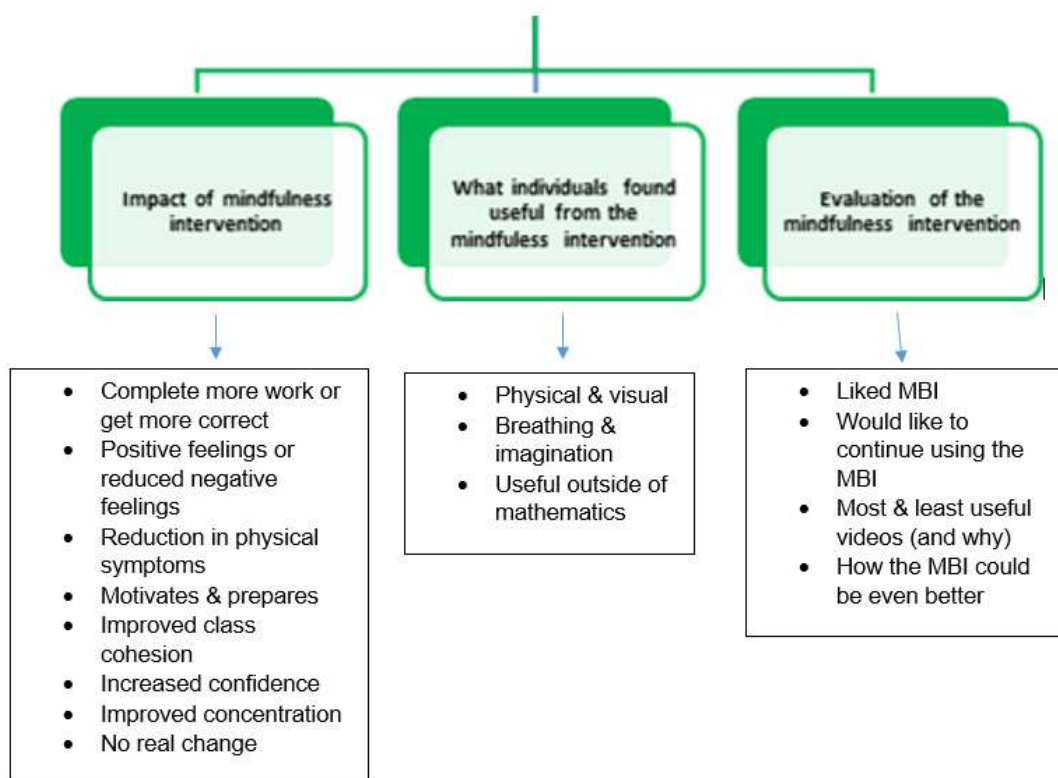 Impact of mindfulness
intervention
What individuals found
useful from the
mindfuless intervention
Evaluation of the
mindfulness intervention
• Complete more work or
get more correct
• Positive feelings or
reduced negative
feelings
• Reduction in physical
symptoms
• Motivates & prepares
• Improved class
cohesion
• Increased confidence
• Improved concentration
• No real change
• Physical & visual
• Breathing &
imagination
• Useful outside of
mathematics
• Liked MBI
• Would like to
continue using the
MBI
• Most & least useful
videos (and why)
• How the MBI could
be even better